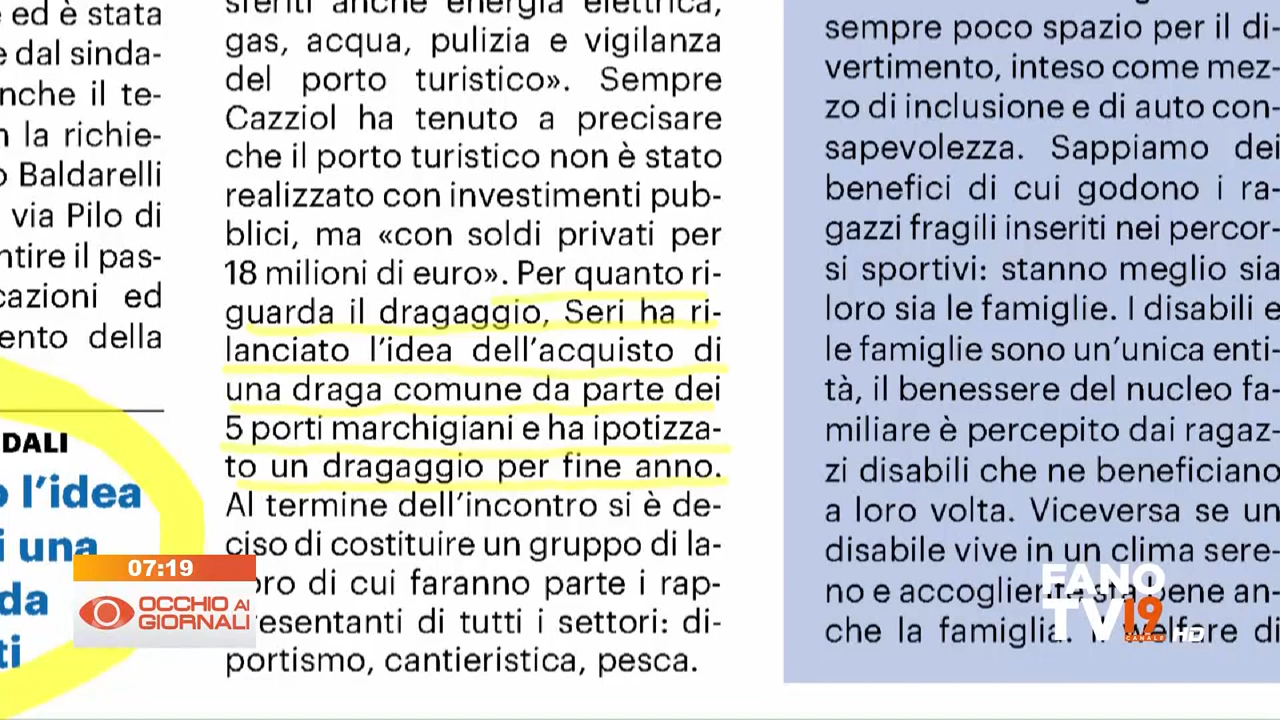 ed è stata
dal sinda-
nche il te-
la richie-
Baldarelli
via Pilo di
ntire il pas-
cazioni ed
ento della
DALI
l'idea
una
da
ti
sferiti anche energia elettrica,
gas, acqua, pulizia e vigilanza
del porto turistico». Sempre
Cazziol ha tenuto a precisare
che il porto turistico non è stato
realizzato con investimenti pub-
blici, ma «con soldi privati per
18 milioni di euro». Per quanto ri-
guarda il dragaggio, Seri ha ri-
lanciato l'idea dell'acquisto di
una draga comune da parte dei
5 porti marchigiani e ha ipotizza-
to un dragaggio per fine anno.
Al termine dell'incontro si è de-
ciso di costituire un gruppo di la-
oro di cui faranno parte i rap-
resentanti di tutti i settori: di-
portismo, cantieristica, pesca.
sempre poco spazio per il di-
vertimento, inteso come mez-
zo di inclusione e di auto con-
sapevolezza. Sappiamo dei
benefici di cui godono i ra-
gazzi fragili inseriti nei percor-
si sportivi: stanno meglio sia
loro sia le famiglie. I disabili e
le famiglie sono un'unica enti-
tà, il benessere del nucleo fa-
miliare è percepito dai ragaz-
zi disabili che ne beneficiano
a loro volta. Viceversa se un
disabile vive in un clima sere-
no e accogliente sta bene an-
che la famiglia. Il welfare di
07:19
OCCHIO AI
GIORNALI
FANO
TV 19
CANALE HD